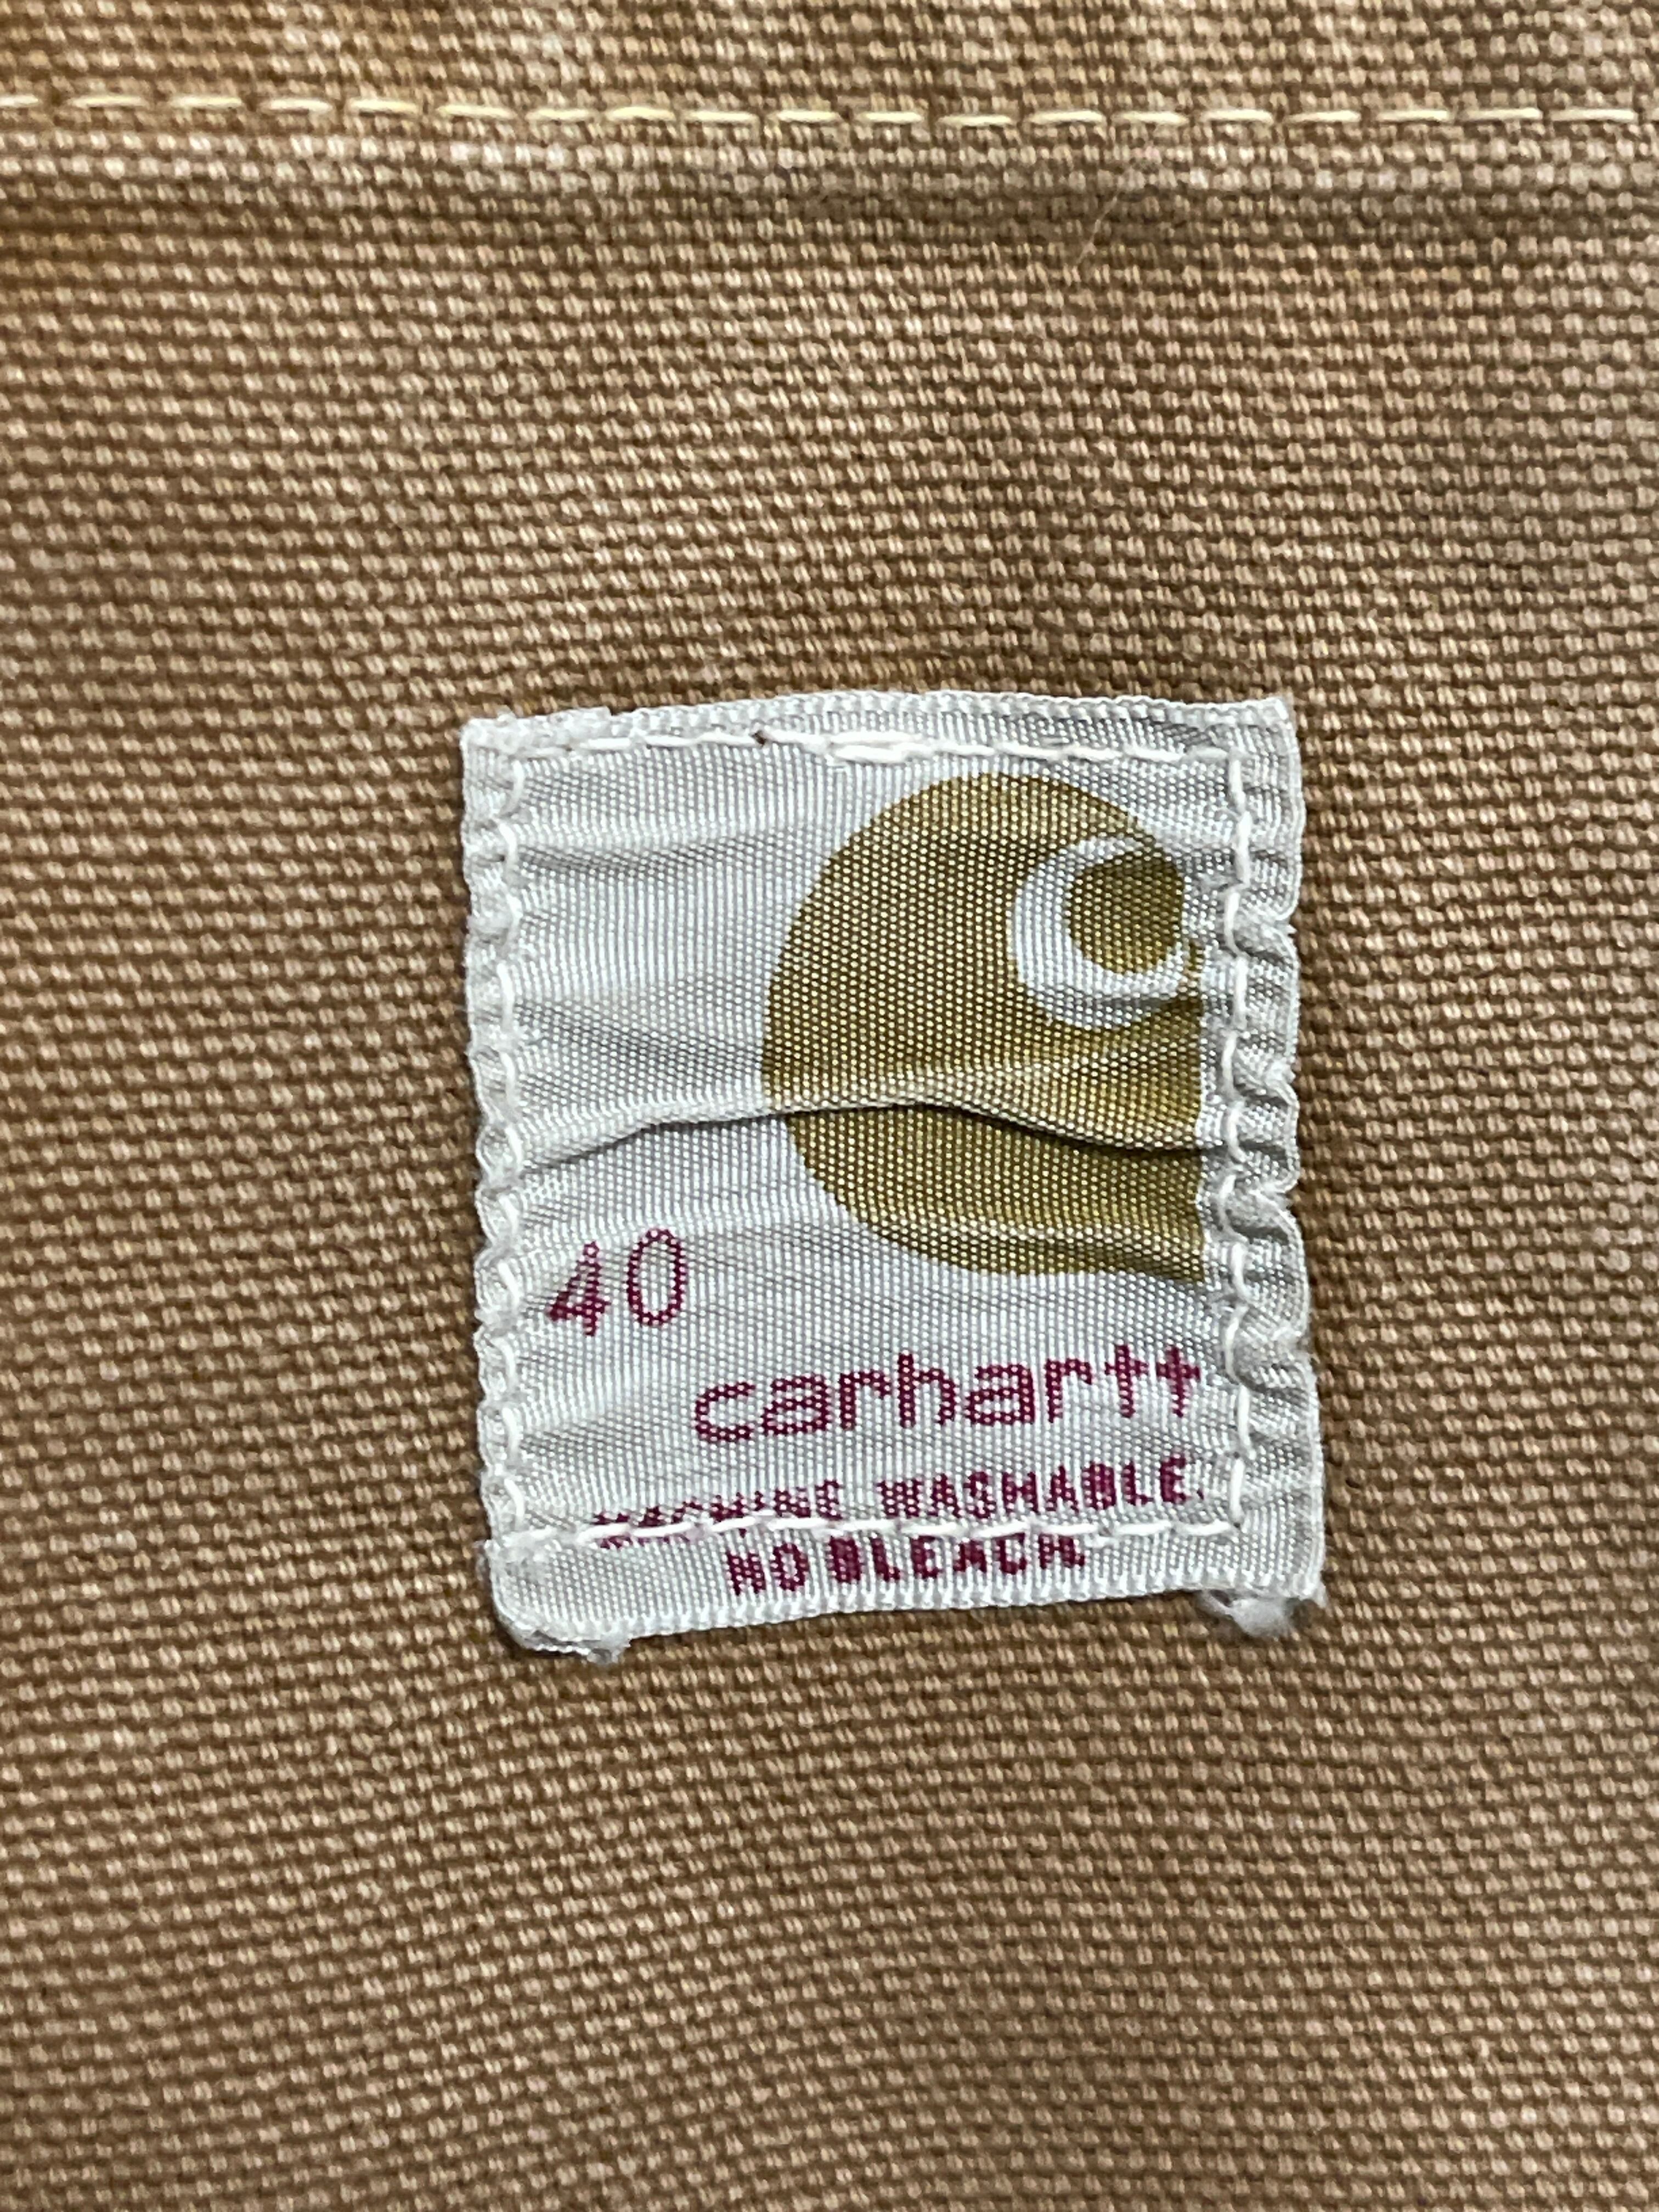 40
carhartt
MACHINE WASHABLE.
NO BLEACH.